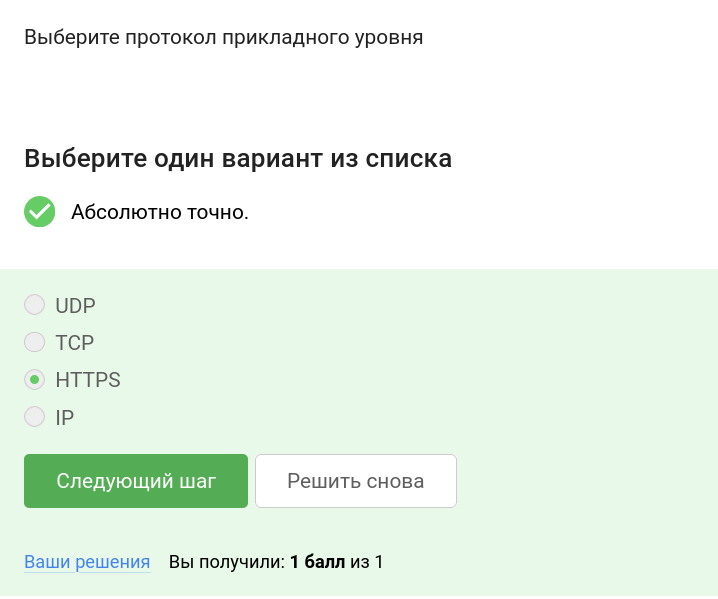 Выберите протокол прикладного уровня
Выберите один вариант из списка
Абсолютно точно.
UDP
TCP
HTTPS
IP
Следующий шаг
Решить снова
Ваши решения Вы получили: 1 балл из 1